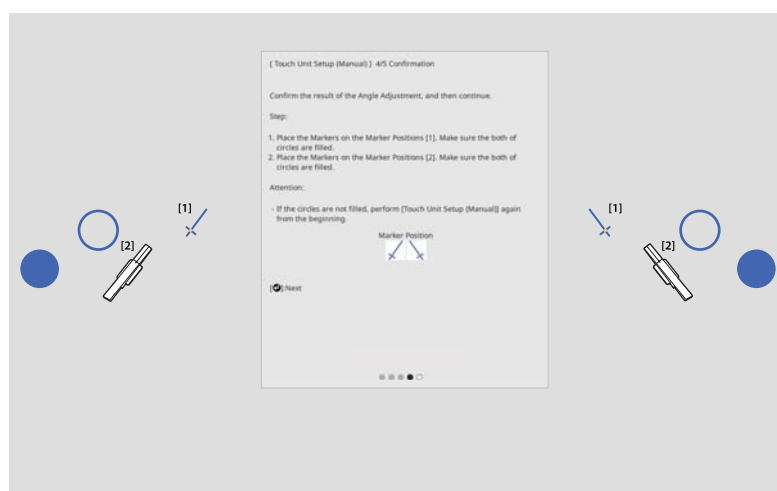 [ Touch Unit Setup (Manual) ] 4/5 Confirmation
Confirm the result of the Angle Adjustment, and then continue.
Step:
1. Place the Markers on the Marker Positions [1]. Make sure the both of
circles are filled.
2. Place the Markers on the Marker Positions [2]. Make sure the both of
circles are filled.
Attention:
- If the circles are not filled, perform [Touch Unit Setup (Manual)] again
from the beginning.
Marker Position
[ ]:Next
[1]
[2]
[1]
[2]